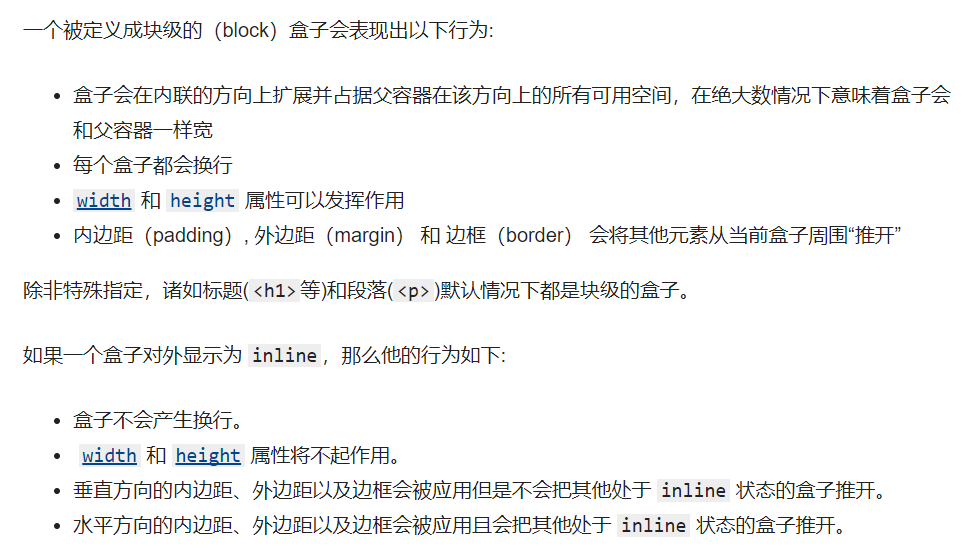 一个被定义成块级的（block）盒子会表现出以下行为:
盒子会在内联的方向上扩展并占据父容器在该方向上的所有可用空间，在绝大数情况下意味着盒子会
和父容器一样宽
每个盒子都会换行
width 和 height 属性可以发挥作用
内边距（padding）, 外边距（margin） 和 边框（border） 会将其他元素从当前盒子周围“推开”
除非特殊指定，诸如标题(<h1>等)和段落(<p>)默认情况下都是块级的盒子。
如果一个盒子对外显示为 inline，那么他的行为如下:
盒子不会产生换行。
width 和 height 属性将不起作用。
垂直方向的内边距、外边距以及边框会被应用但是不会把其他处于 inline 状态的盒子推开。
水平方向的内边距、外边距以及边框会被应用且会把其他处于 inline 状态的盒子推开。